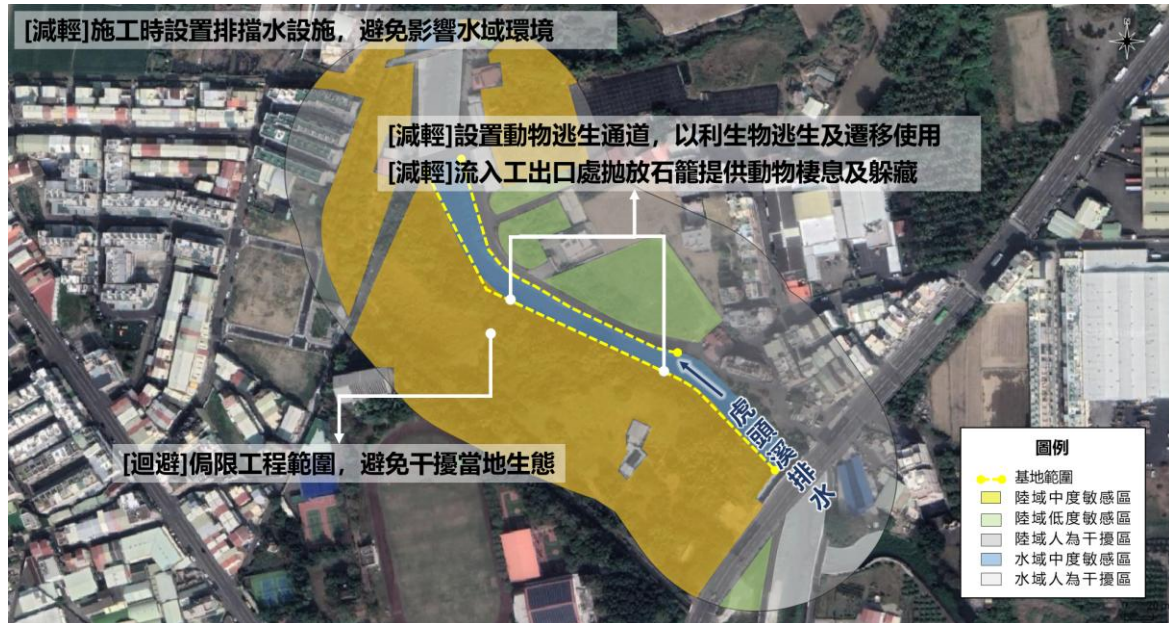 [減輕]施工時設置排擋水設施，避免影響水域環境
[減輕]設置動物逃生通道，以利生物逃生及遷移使用
[減輕]流入工出口處拋放石籠提供動物棲息及躲藏
虎頭溪排水
[迴避]侷限工程範圍，避免干擾當地生態
圖例
基地範圍
陸域中度敏感區
陸域低度敏感區
陸域人為干擾區
水域中度敏感區
水域人為干擾區